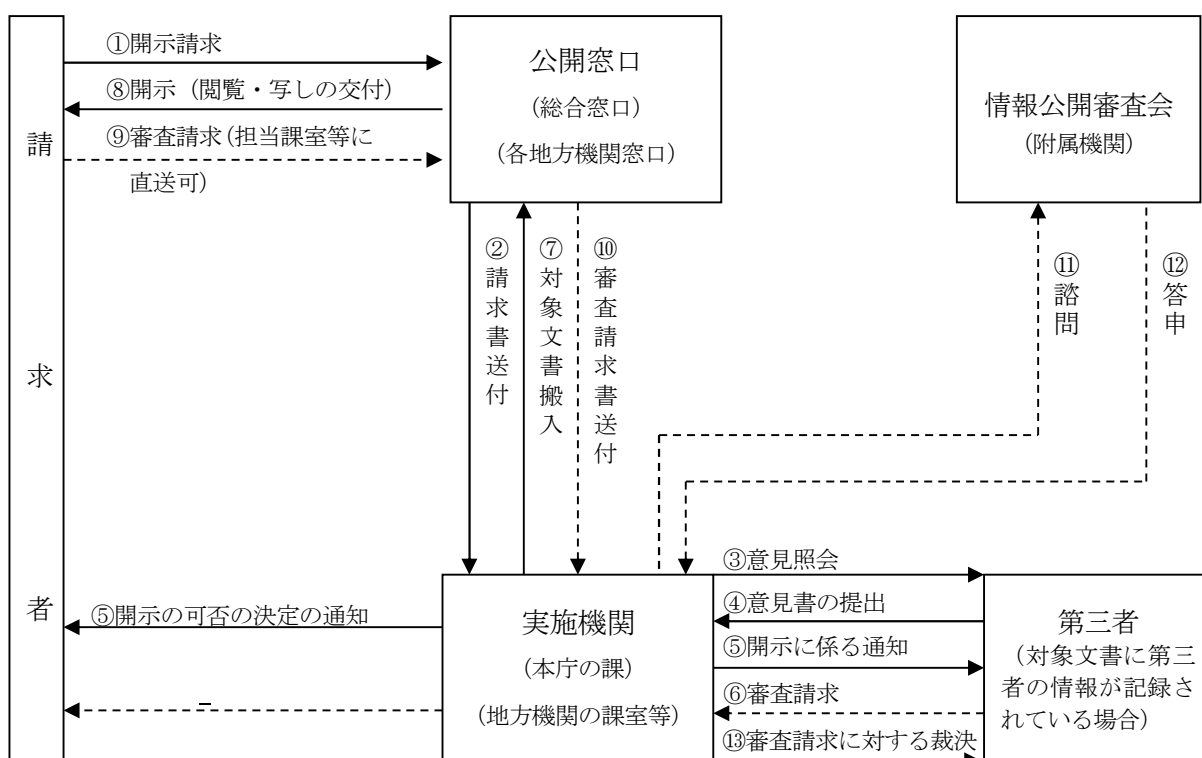 ①開示請求
⑧開示（閲覧・写しの交付）
⑨審査請求(担当課室等に
直送可)
請求者
公開窓口
(総合窓口)
(各地方機関窓口)
情報公開審査会
(附属機関)
②請求書送付
⑦対象文書搬入
⑩審査請求書送付
⑪諮問
⑫答申
⑤開示の可否の決定の通知
実施機関
(本庁の課)
(地方機関の課室等)
③意見照会
④意見書の提出
⑤開示に係る通知
⑥審査請求
⑬審査請求に対する裁決
第三者
（対象文書に第三
者の情報が記録さ
れている場合）